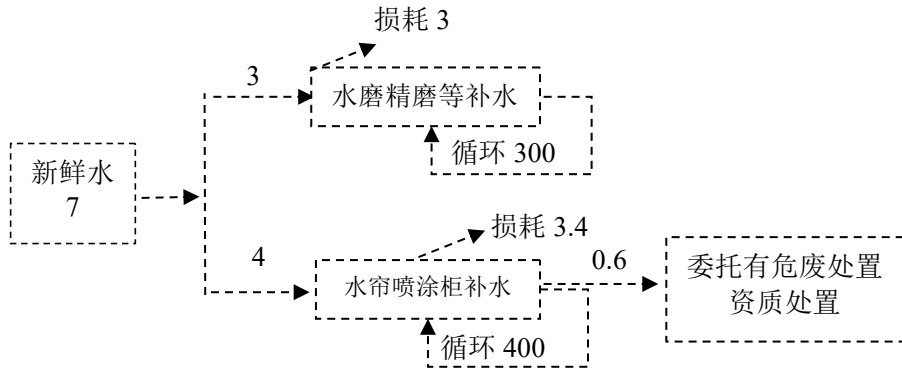 损耗 3
3
水磨精磨等补水
循环 300
新鲜水
7
损耗 3.4
4
0.6
水帘喷涂柜补水
委托有危废处置
资质处置
循环 400